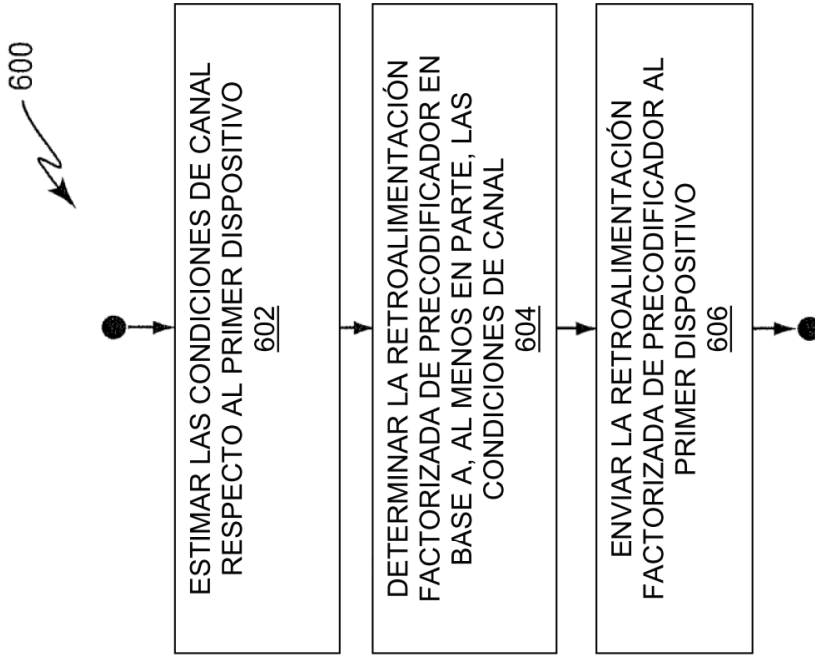 600
ESTIMAR LAS CONDICIONES DE CANAL
RESPECTO AL PRIMER DISPOSITIVO
602
DETERMINAR LA RETROALIMENTACIÓN
FACTORIZADA DE PRECODIFICADOR EN
BASE A, AL MENOS EN PARTE, LAS
CONDICIONES DE CANAL
604
ENVIAR LA RETROALIMENTACIÓN
FACTORIZADA DE PRECODIFICADOR AL
PRIMER DISPOSITIVO
606